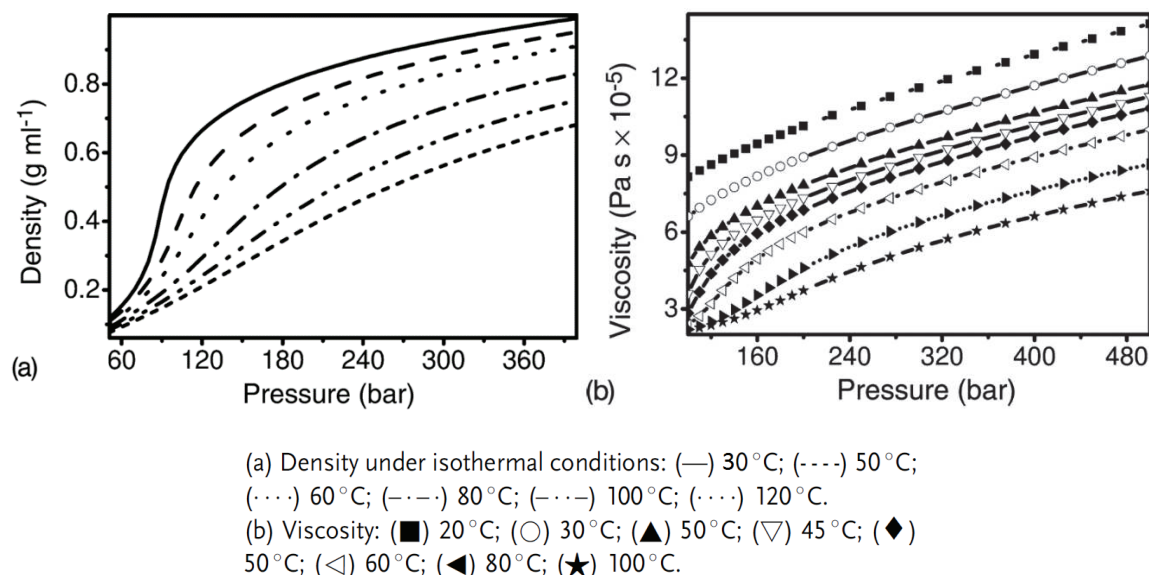 Density (g ml-1)
0.8
0.6
0.4
0.2
60 120 180 240 300 360
Pressure (bar)
(a)
Viscosity (Pa s × 10-5)
12
9
6
3
160 240 320 400 480
Pressure (bar)
(b)
(a) Density under isothermal conditions: (—) 30 °C; (----) 50 °C;
(· · · ·) 60 °C; (–·–·) 80 °C; (–··–) 100 °C; (· · · ·) 120 °C.
(b) Viscosity: (■) 20 °C; (○) 30 °C; (▲) 50 °C; (▽) 45 °C; (◆)
50 °C; (◁) 60 °C; (◀) 80 °C; (★) 100 °C.